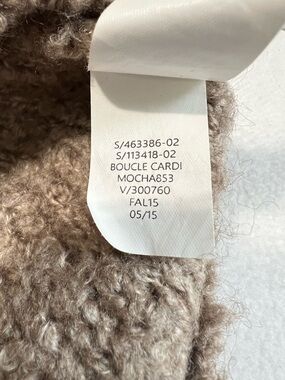 S/463386-02
S/113418-02
BOUCLE CARDI
MOCHA853
V/300760
FAL15
05/15